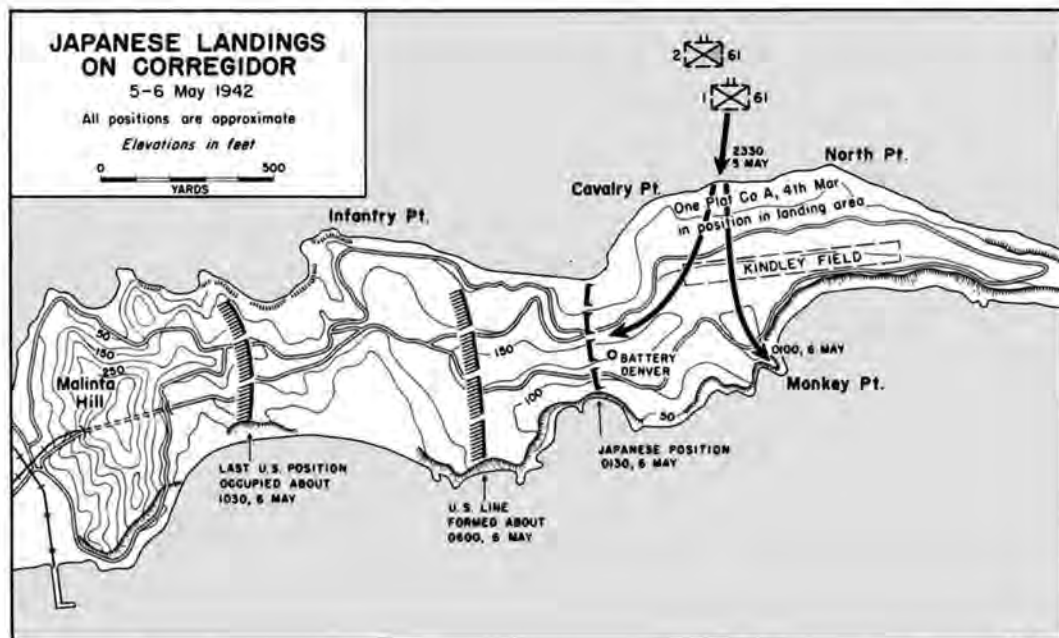 JAPANESE LANDINGS
ON CORREGIDOR
5-6 May 1942
All positions are approximate
Elevations in feet
0 500
YARDS
2 61
1 61
2330
5 MAY
North Pt.
Cavalry Pt.
One Plat Co A, 4th Mar
in position in landing area
Infantry Pt.
KINDLEY FIELD
50
150
250
Malinta
Hill
150
BATTERY
DENVER
0100, 6 MAY
Monkey Pt.
100
50
JAPANESE POSITION
0130, 6 MAY
LAST U.S. POSITION
OCCUPIED ABOUT
1030, 6 MAY
U.S. LINE
FORMED ABOUT
0600, 6 MAY